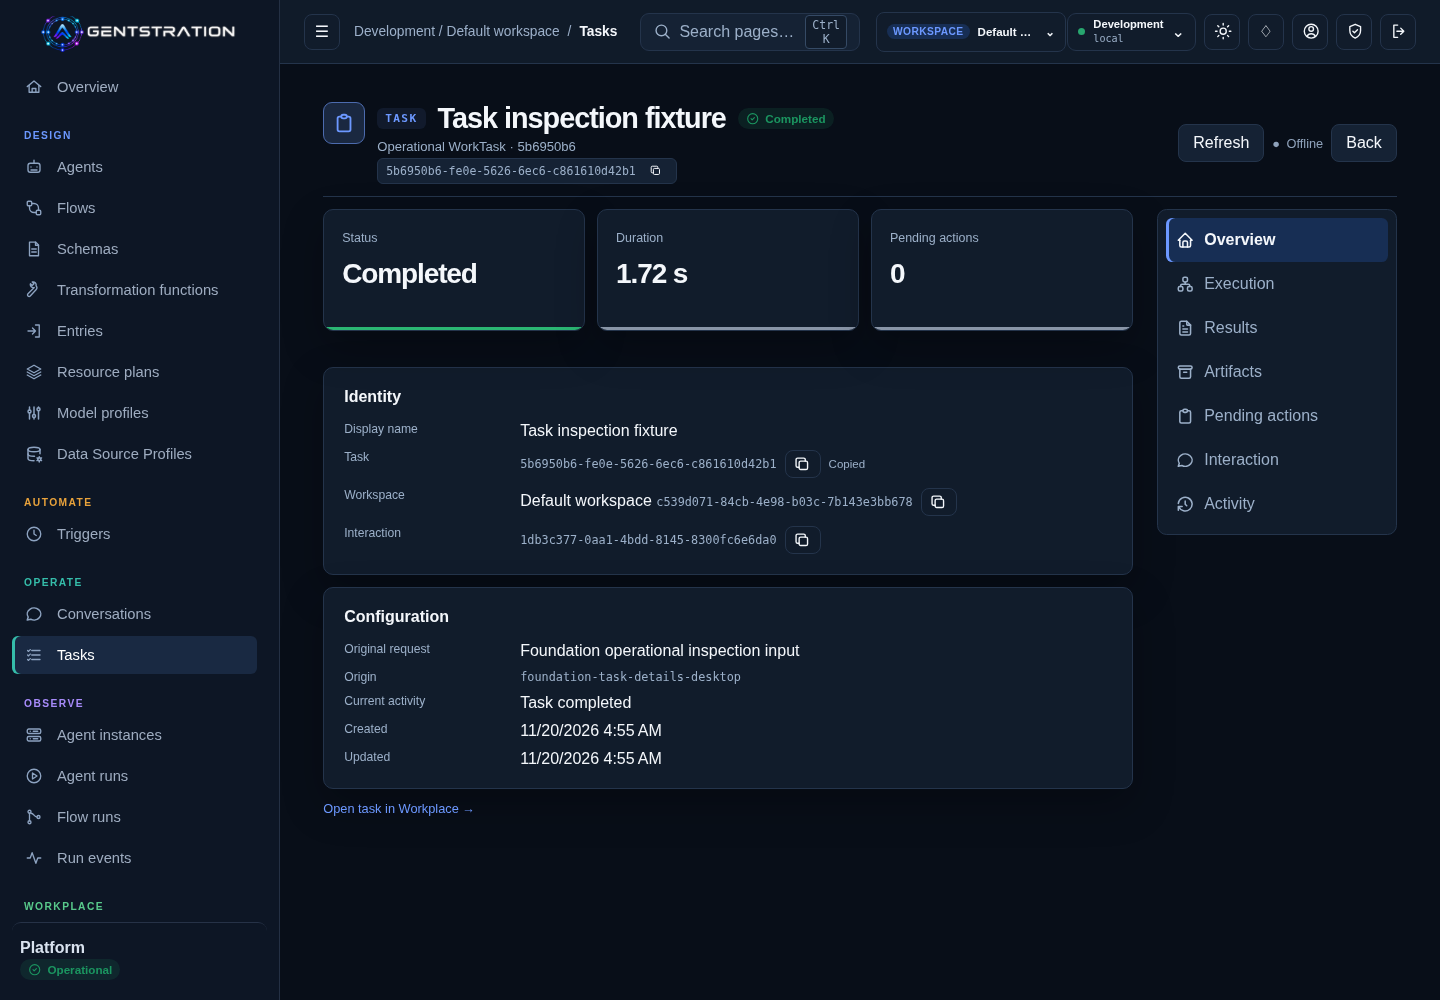 GENTSTRATION
Overview
DESIGN
Agents
Flows
Schemas
Transformation functions
Entries
Resource plans
Model profiles
Data Source Profiles
AUTOMATE
Triggers
OPERATE
Conversations
Tasks
OBSERVE
Agent instances
Agent runs
Flow runs
Run events
WORKPLACE
Platform
Operational
Development / Default workspace / Tasks
Search pages…
Ctrl
K
WORKSPACE Default …
Development
local
TASK Task inspection fixture Completed
Operational WorkTask · 5b6950b6
5b6950b6-fe0e-5626-6ec6-c861610d42b1
Refresh
Offline
Back
Status
Completed
Duration
1.72 s
Pending actions
0
Identity
Display name Task inspection fixture
Task 5b6950b6-fe0e-5626-6ec6-c861610d42b1 Copied
Workspace Default workspace c539d071-84cb-4e98-b03c-7b143e3bb678
Interaction 1db3c377-0aa1-4bdd-8145-8300fc6e6da0
Configuration
Original request Foundation operational inspection input
Origin foundation-task-details-desktop
Current activity Task completed
Created 11/20/2026 4:55 AM
Updated 11/20/2026 4:55 AM
Open task in Workplace →
Overview
Execution
Results
Artifacts
Pending actions
Interaction
Activity